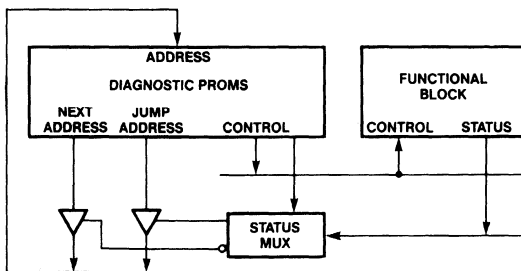 ADDRESS
DIAGNOSTIC PROMS
NEXT
ADDRESS
JUMP
ADDRESS
CONTROL
FUNCTIONAL
BLOCK
CONTROL
STATUS
STATUS
MUX